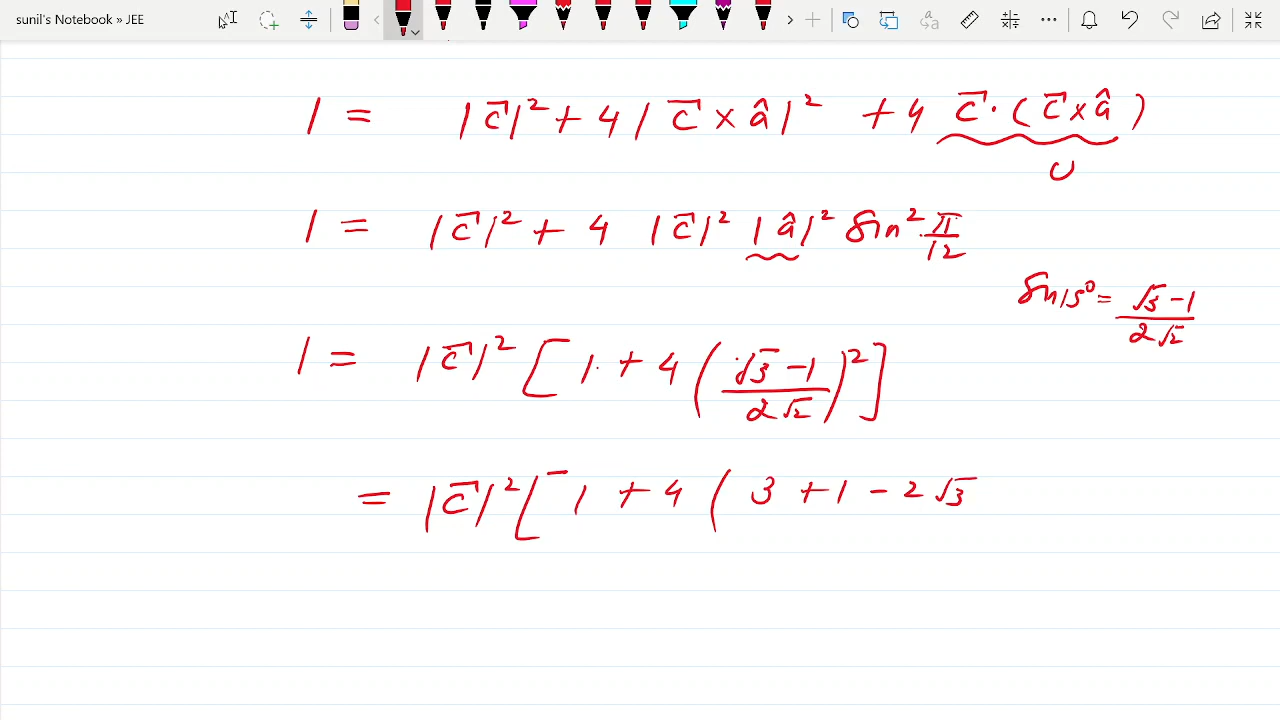 sunil's Notebook » JEE
1 = |c⃗|² + 4 | c⃗ × â |² + 4 c⃗ · ( c⃗ × â )
0
1 = |c⃗|² + 4 |c⃗|² |â|² sin² π/12
sin 15° = (√3 - 1)/(2√2)
1 = |c⃗|² [ 1 + 4 ( (√3 - 1)/(2√2) )² ]
= |c⃗|² [ 1 + 4 ( 3 + 1 - 2√3